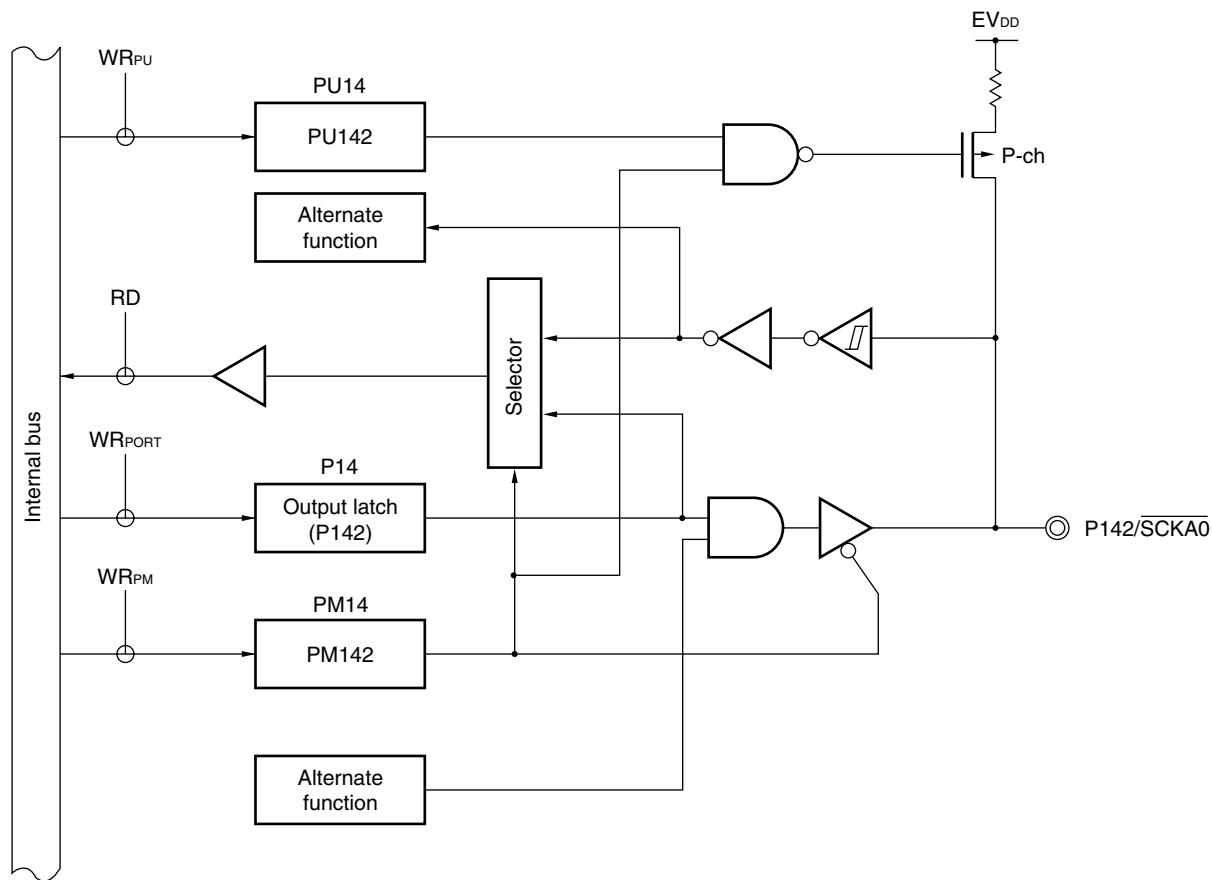 EVDD
WRPU
PU14
PU142
P-ch
Alternate
function
RD
Selector
Internal bus
WRPORT
P14
Output latch
(P142)
P142/SCKA0
WRPM
PM14
PM142
Alternate
function